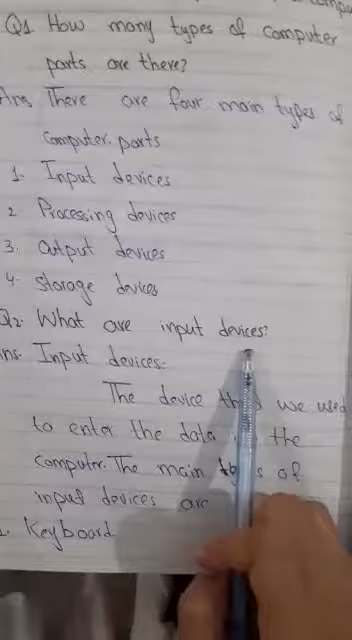 Q1. How many types of computer
parts are there?
Ans. There are four main types of
computer parts
1. Input devices
2. Processing devices
3. Output devices
4. Storage devices
Q2. What are input devices?
Ans. Input devices:-
The device we used
to enter the data the
computer. The main of
input devices are
1. Keyboard